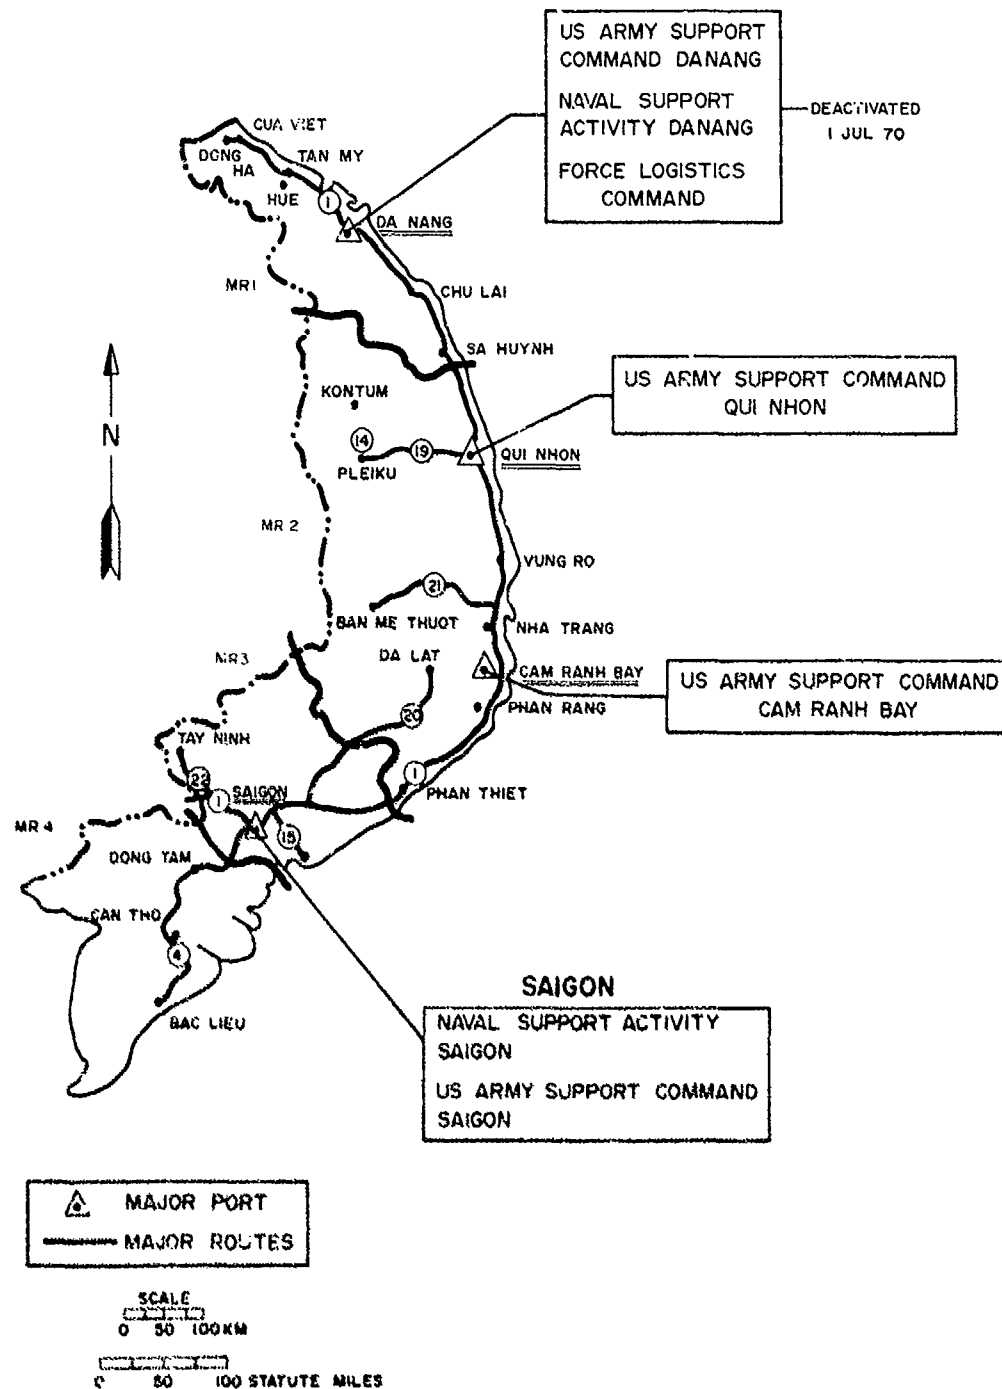 US ARMY SUPPORT
COMMAND DANANG
NAVAL SUPPORT
ACTIVITY DANANG
FORCE LOGISTICS
COMMAND
DEACTIVATED
1 JUL 70
CUA VIET
DONG
HA
TAN MY
HUE
1
DA NANG
MR1
CHU LAI
SA HUYNH
US ARMY SUPPORT COMMAND
QUI NHON
KONTUM
N
14
19
QUI NHON
PLEIKU
MR 2
VUNG RO
21
BAN ME THUOT
NHA TRANG
MR3
DA LAT
CAM RANH BAY
US ARMY SUPPORT COMMAND
CAM RANH BAY
PHAN RANG
20
TAY NINH
22
1
SAIGON
1
PHAN THIET
MR 4
15
DONG TAM
CAN THO
4
BAC LIEU
SAIGON
NAVAL SUPPORT ACTIVITY
SAIGON
US ARMY SUPPORT COMMAND
SAIGON
MAJOR PORT
MAJOR ROUTES
SCALE
0 50 100 KM
0 50 100 STATUTE MILES